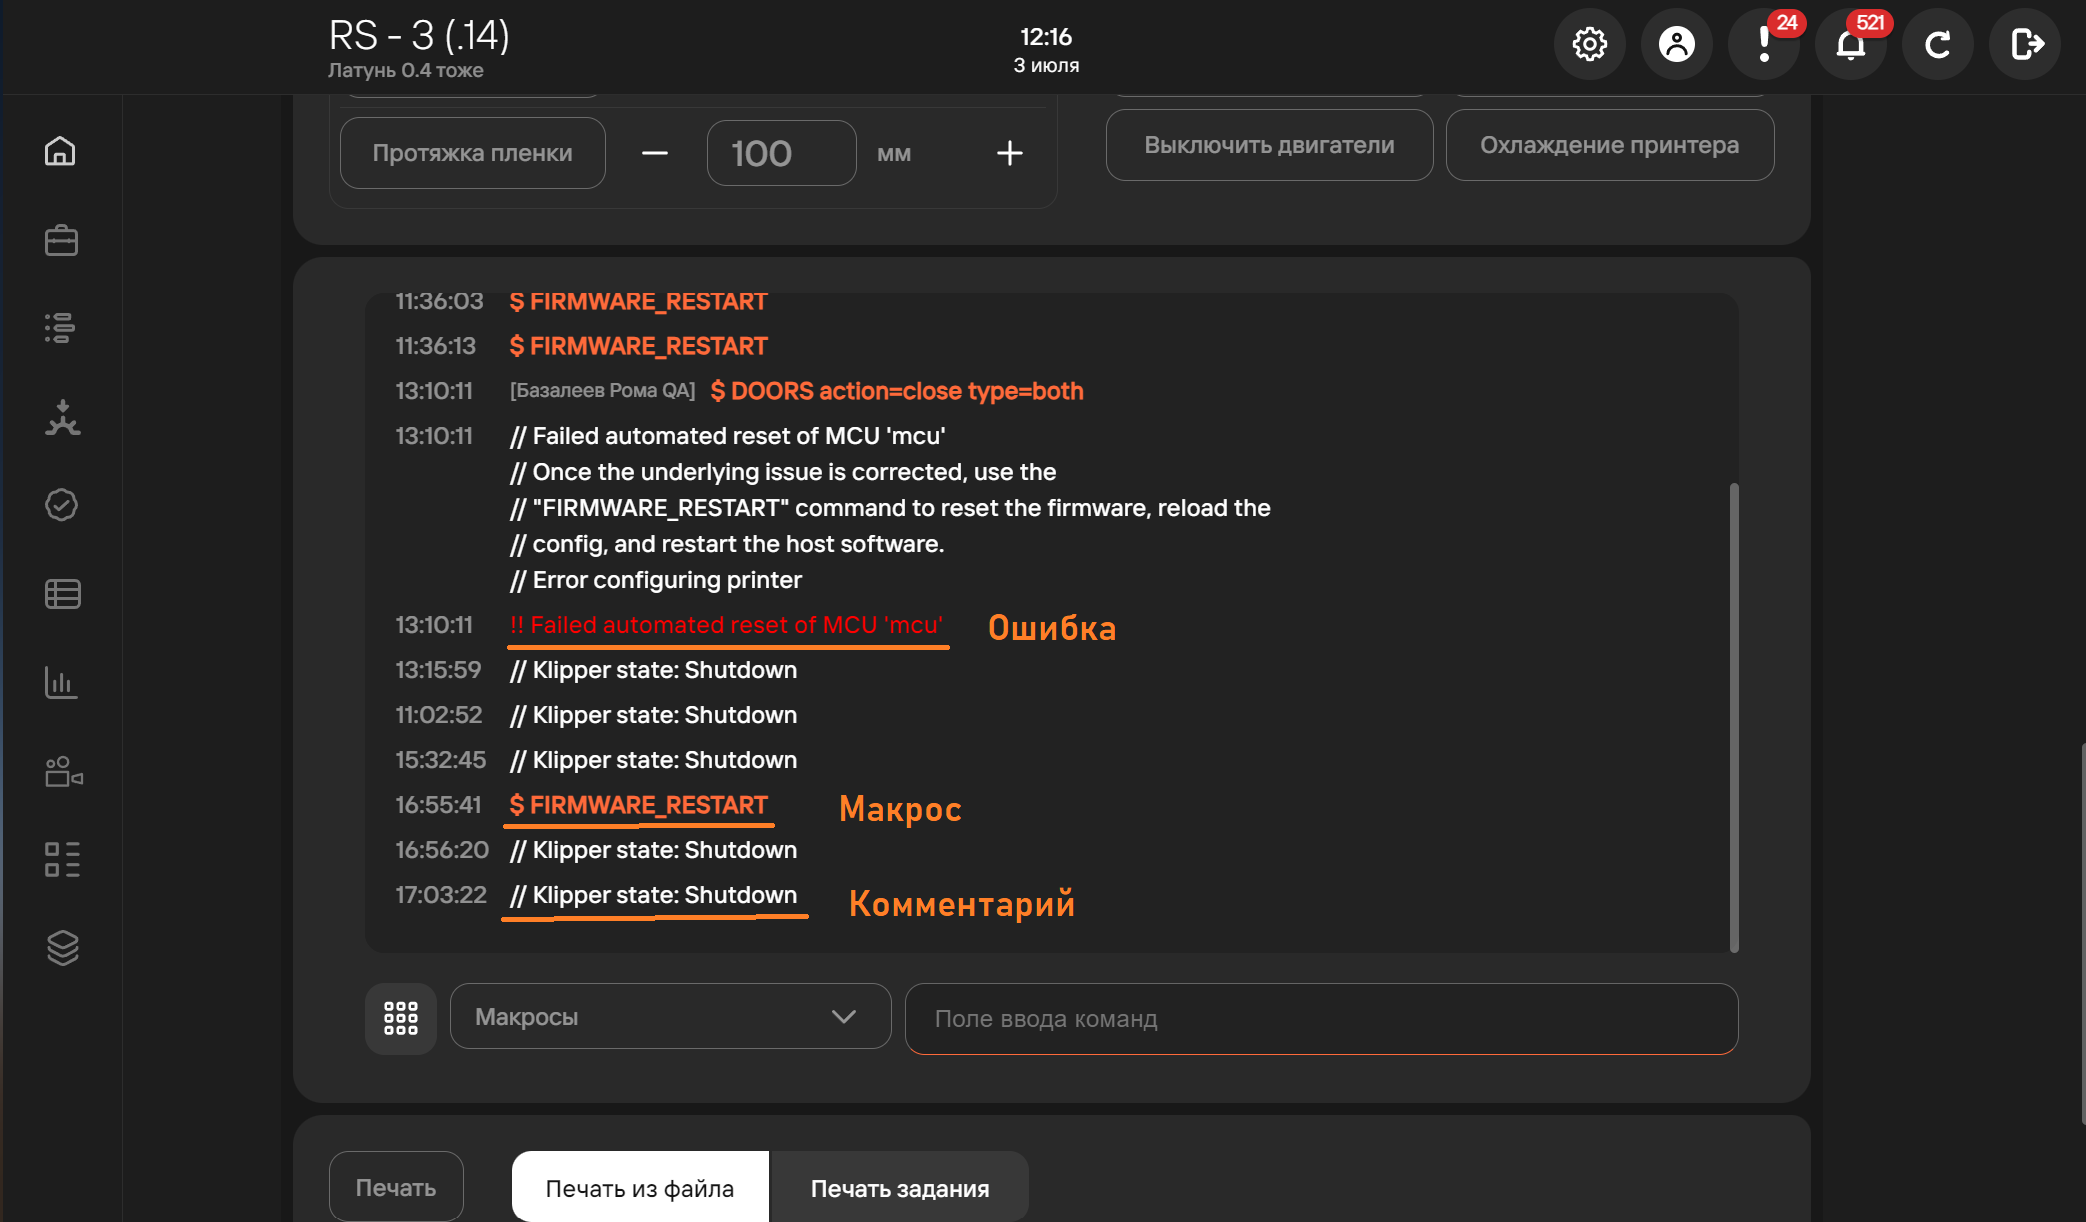 RS - 3 (.14)
Латунь 0.4 тоже
12:16
3 июля
24
521
Протяжка пленки
100
мм
Выключить двигатели
Охлаждение принтера
11:36:03 $ FIRMWARE_RESTART
11:36:13 $ FIRMWARE_RESTART
13:10:11 [Базалеев Рома QA] $ DOORS action=close type=both
13:10:11 // Failed automated reset of MCU 'mcu'
// Once the underlying issue is corrected, use the
// "FIRMWARE_RESTART" command to reset the firmware, reload the
// config, and restart the host software.
// Error configuring printer
13:10:11 !! Failed automated reset of MCU 'mcu' Ошибка
13:15:59 // Klipper state: Shutdown
11:02:52 // Klipper state: Shutdown
15:32:45 // Klipper state: Shutdown
16:55:41 $ FIRMWARE_RESTART Макрос
16:56:20 // Klipper state: Shutdown
17:03:22 // Klipper state: Shutdown Комментарий
Макросы
Поле ввода команд
Печать
Печать из файла
Печать задания